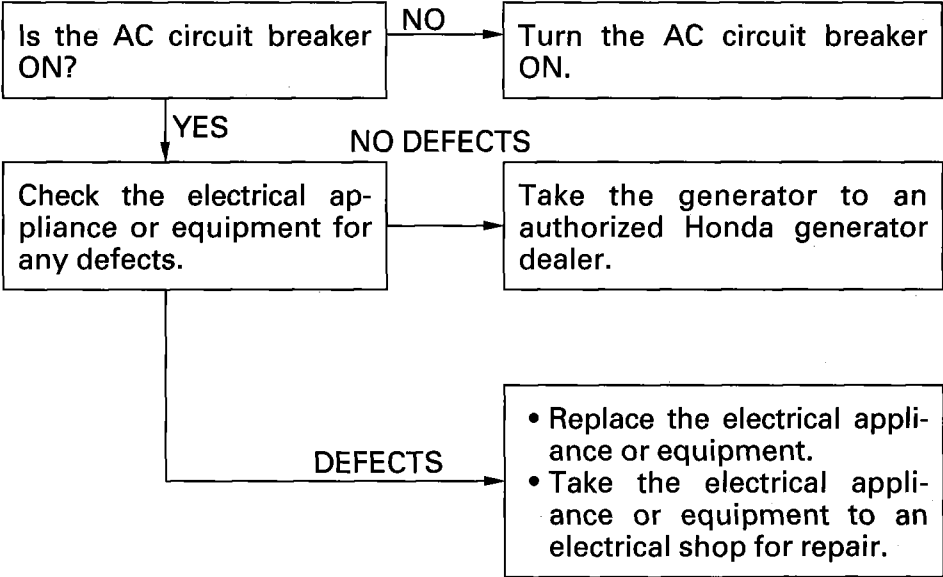 Is the AC circuit breaker
ON?
NO
Turn the AC circuit breaker
ON.
YES
NO DEFECTS
Check the electrical ap-
pliance or equipment for
any defects.
Take the generator to an
authorized Honda generator
dealer.
DEFECTS
• Replace the electrical appli-
ance or equipment.
• Take the electrical appli-
ance or equipment to an
electrical shop for repair.